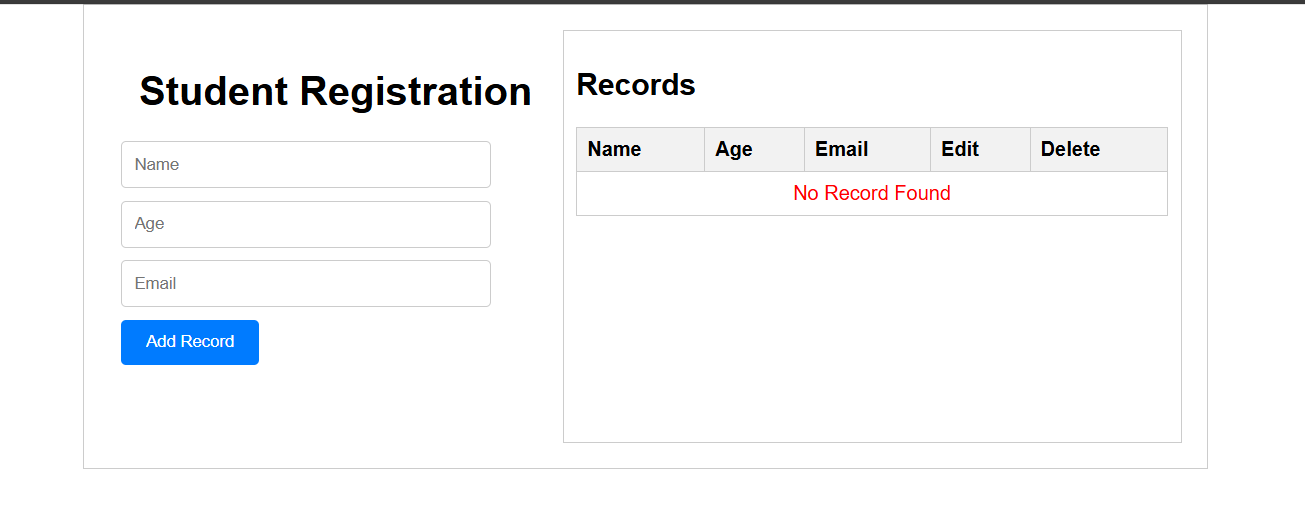 Student Registration
Name
Age
Email
Add Record
Records
Name Age Email Edit Delete
No Record Found